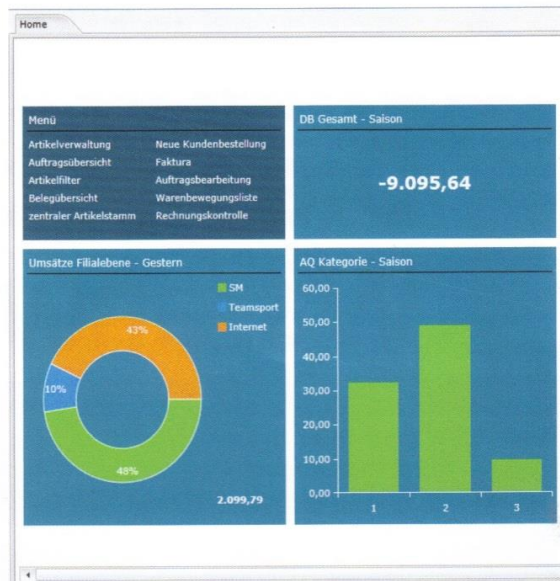 Home
Menü
Artikelverwaltung Neue Kundenbestellung
Auftragsübersicht Faktura
Artikelfilter Auftragsbearbeitung
Belegübersicht Warenbewegungsliste
zentraler Artikelstamm Rechnungskontrolle
DB Gesamt - Saison
-9.095,64
Umsätze Filialebene - Gestern
SM
Teamsport
Internet
43%
10%
48%
2.099,79
AQ Kategorie - Saison
60,00
50,00
40,00
30,00
20,00
10,00
0,00
1 2 3